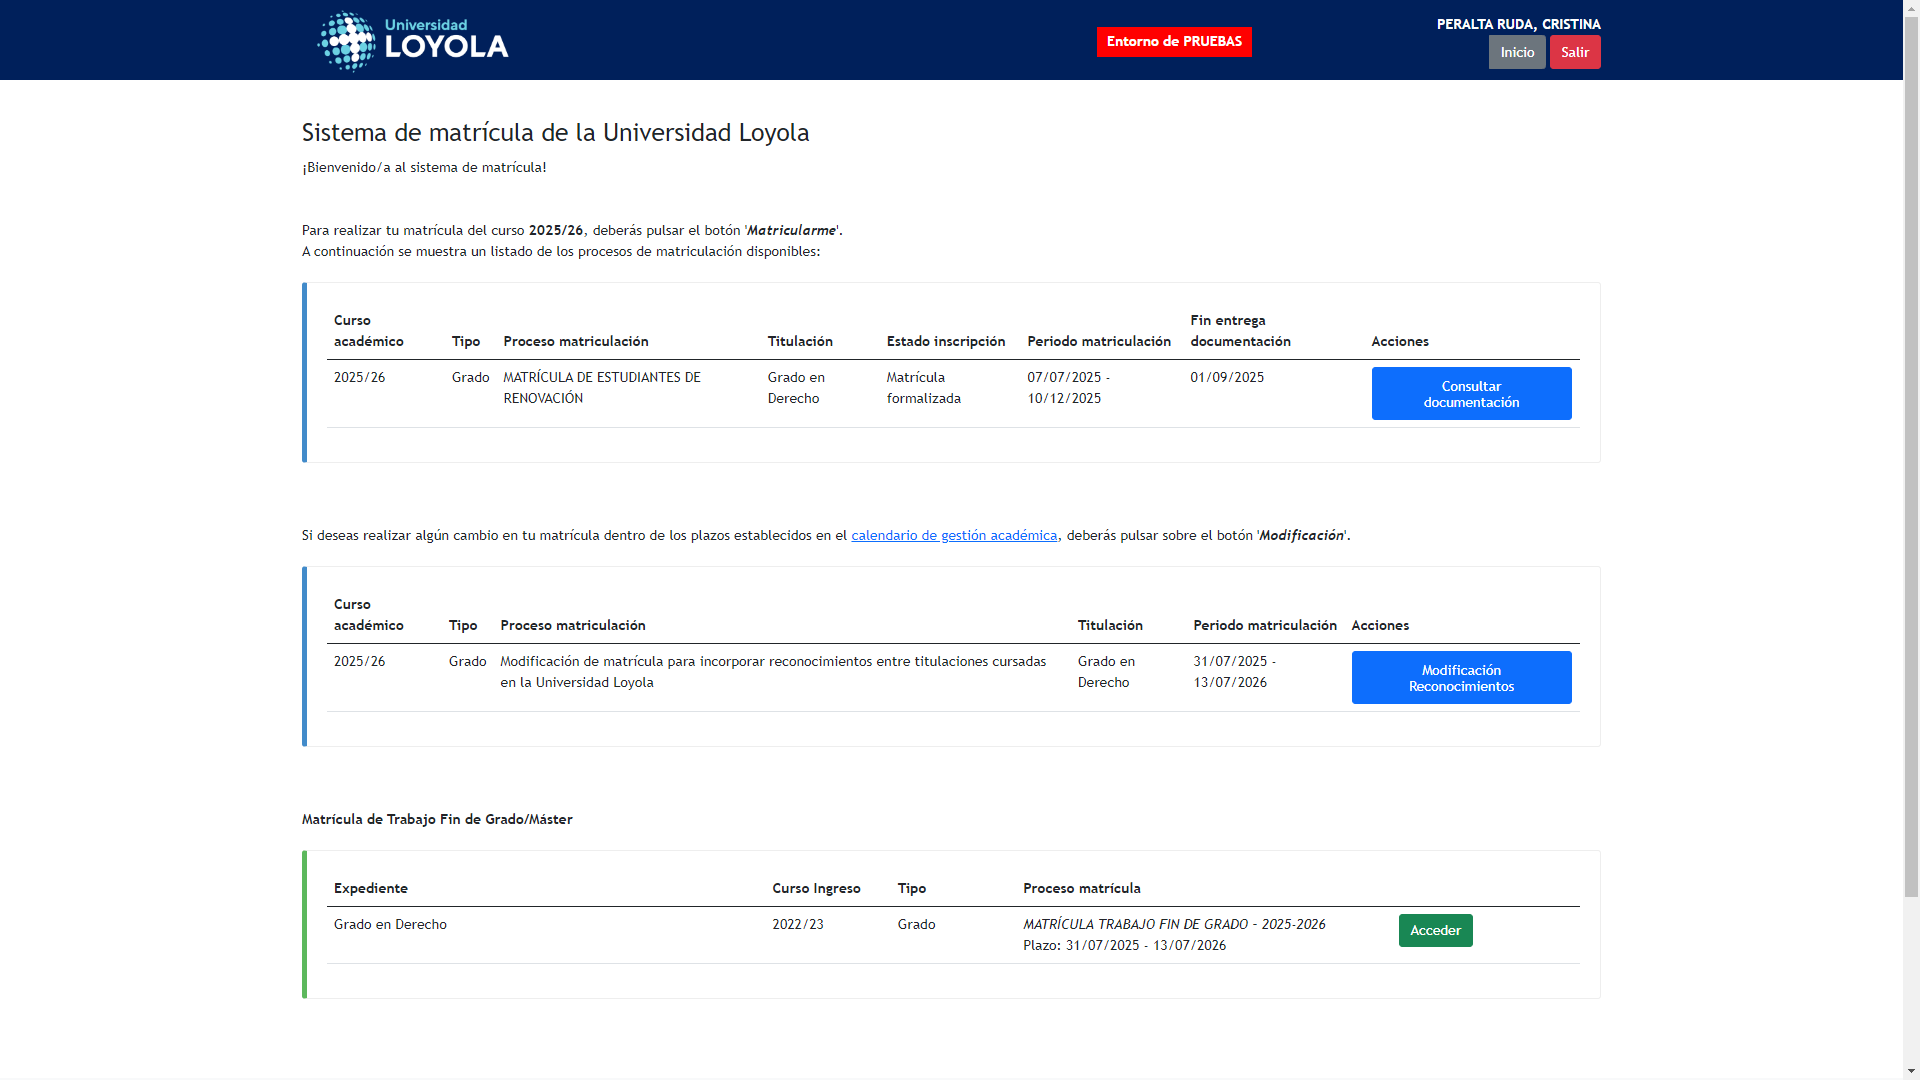 Universidad
LOYOLA
Entorno de PRUEBAS
PERALTA RUDA, CRISTINA
Inicio
Salir
Sistema de matrícula de la Universidad Loyola
¡Bienvenido/a al sistema de matrícula!
Para realizar tu matrícula del curso 2025/26, deberás pulsar el botón 'Matricularme'.
A continuación se muestra un listado de los procesos de matriculación disponibles:
Curso académico Tipo Proceso matriculación Titulación Estado inscripción Periodo matriculación Fin entrega documentación Acciones
2025/26 Grado MATRÍCULA DE ESTUDIANTES DE RENOVACIÓN Grado en Derecho Matrícula formalizada 07/07/2025 - 10/12/2025 01/09/2025 Consultar documentación
Si deseas realizar algún cambio en tu matrícula dentro de los plazos establecidos en el calendario de gestión académica, deberás pulsar sobre el botón 'Modificación'.
Curso académico Tipo Proceso matriculación Titulación Periodo matriculación Acciones
2025/26 Grado Modificación de matrícula para incorporar reconocimientos entre titulaciones cursadas en la Universidad Loyola Grado en Derecho 31/07/2025 - 13/07/2026 Modificación Reconocimientos
Matrícula de Trabajo Fin de Grado/Máster
Expediente Curso Ingreso Tipo Proceso matrícula
Grado en Derecho 2022/23 Grado MATRÍCULA TRABAJO FIN DE GRADO - 2025-2026 Acceder
Plazo: 31/07/2025 - 13/07/2026